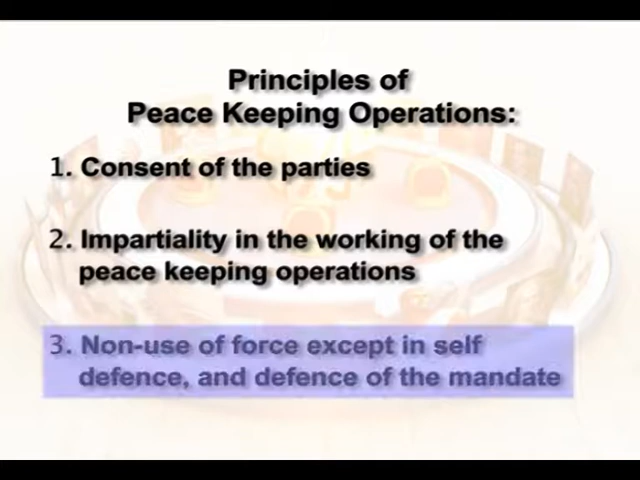 Principles of
Peace Keeping Operations:
1. Consent of the parties
2. Impartiality in the working of the
peace keeping operations
3. Non-use of force except in self
defence, and defence of the mandate